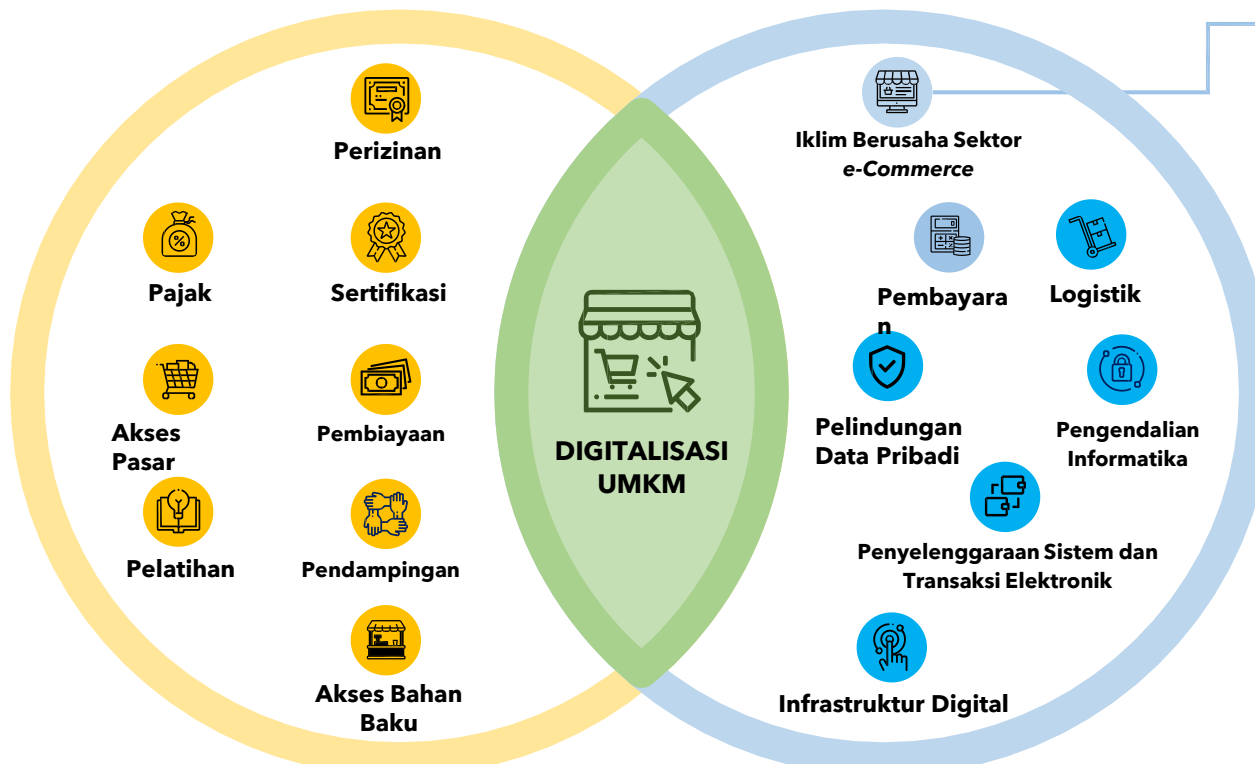 Perizinan
Pajak
Sertifikasi
Akses
Pasar
Pembiayaan
Pelatihan
Pendampingan
Akses Bahan
Baku
DIGITALISASI
UMKM
Iklim Berusaha Sektor
e-Commerce
Pembayara
n
Logistik
Pelindungan
Data Pribadi
Pengendalian
Informatika
Penyelenggaraan Sistem dan
Transaksi Elektronik
Infrastruktur Digital